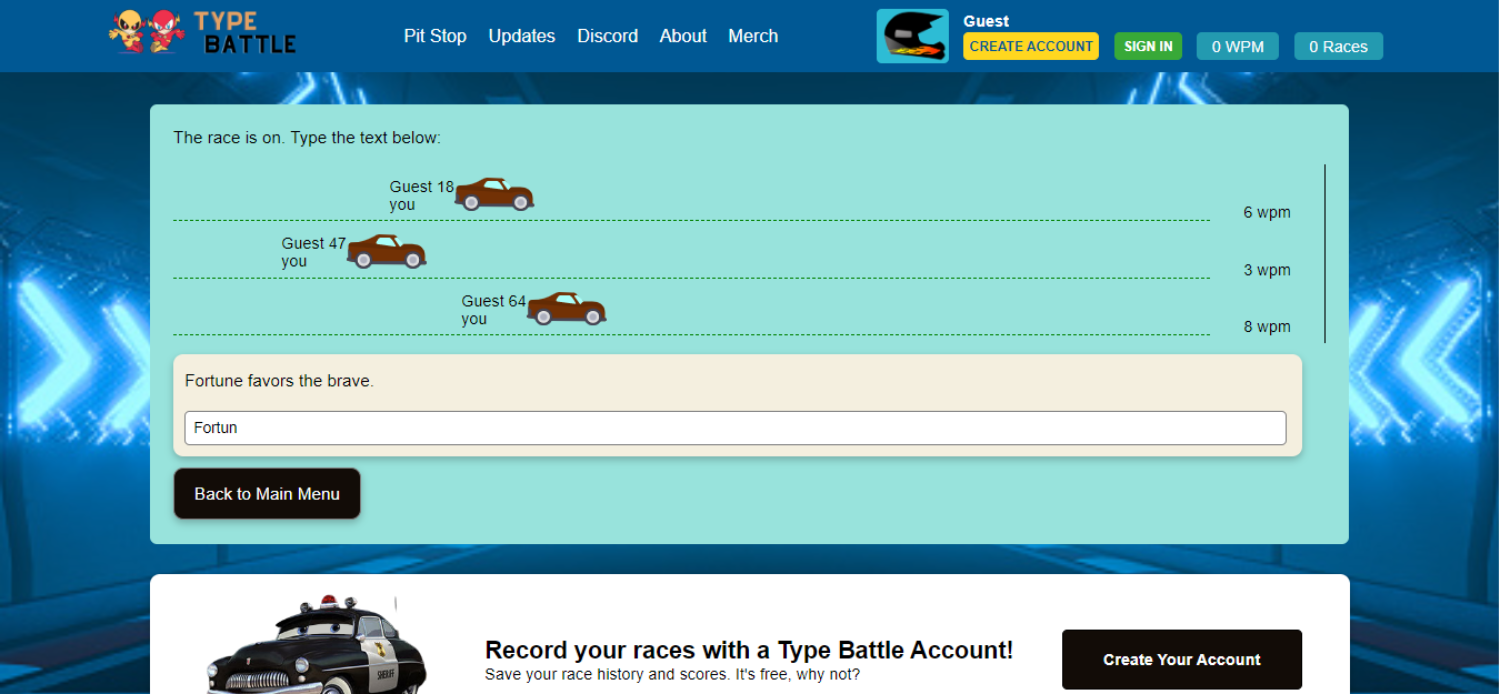 TYPE
BATTLE
Pit Stop Updates Discord About Merch
Guest
CREATE ACCOUNT SIGN IN 0 WPM 0 Races
The race is on. Type the text below:
Guest 18
you
6 wpm
Guest 47
you
3 wpm
Guest 64
you
8 wpm
Fortune favors the brave.
Fortun
Back to Main Menu
Record your races with a Type Battle Account!
Save your race history and scores. It's free, why not?
Create Your Account
SHERIFF